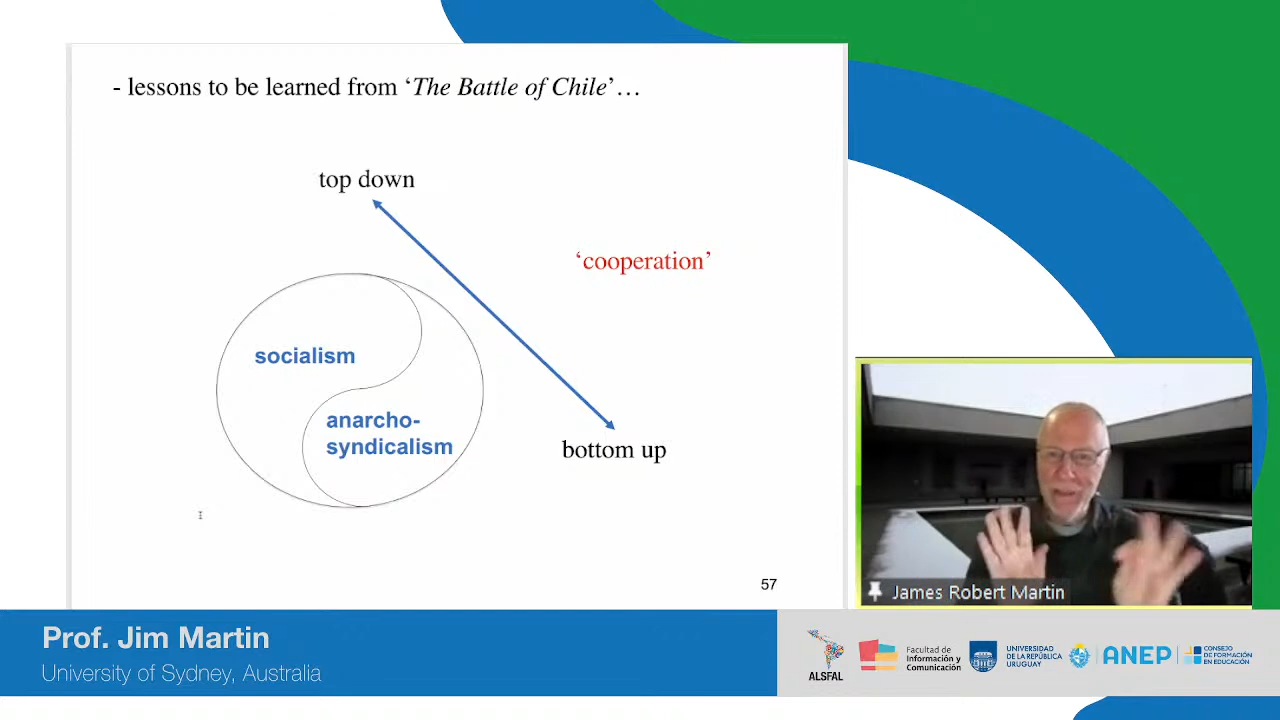 - lessons to be learned from ‘The Battle of Chile’…
top down
‘cooperation’
socialism
anarcho-
syndicalism
bottom up
57
James Robert Martin
Prof. Jim Martin
University of Sydney, Australia
ALSFAL
Facultad de
Información y
Comunicación
UNIVERSIDAD
DE LA REPÚBLICA
URUGUAY
ANEP
CONSEJO
DE FORMACIÓN
EN EDUCACIÓN